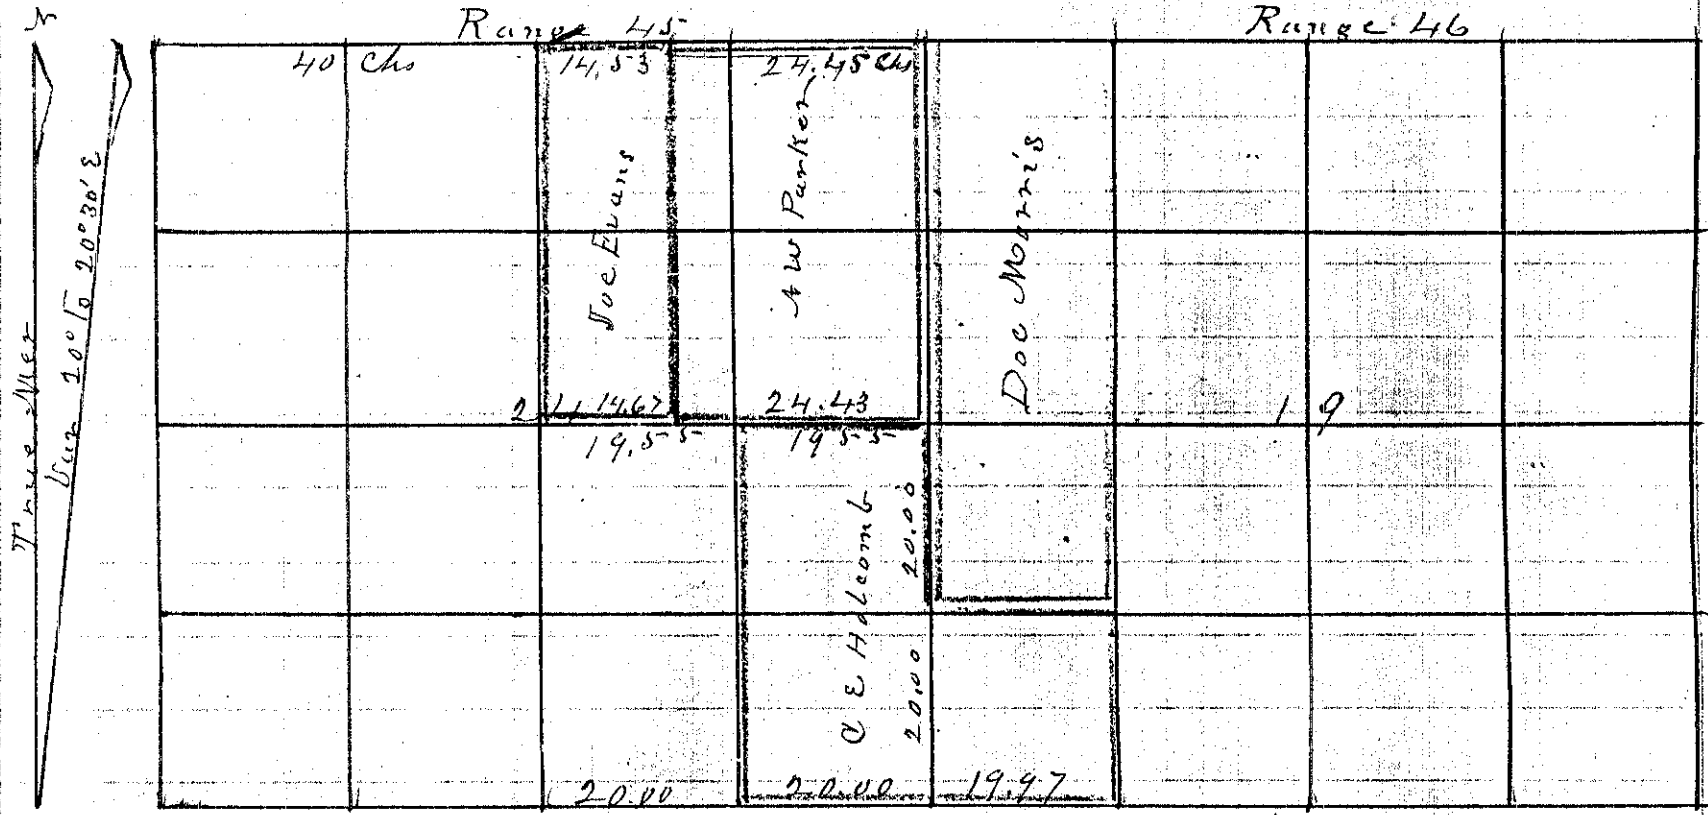 N
Range 45
Range 46
40 Chs
14.53
24.45 Chs
True Mer
Var 20° to 20°30' E
Joe Evans
N W Parker
Doc Morris
24
14.67
24.43
19
19.55
19 55
C E Halcomb
20.00
20.00
20.00
20.00
19.97